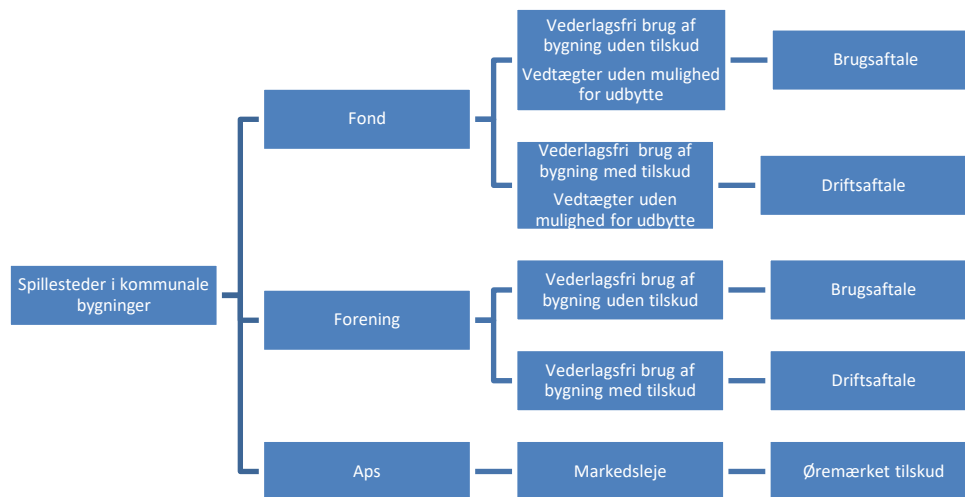 Spillesteder i kommunale
bygninger
Fond
Vederlagsfri brug af
bygning uden tilskud
Vedtægter uden mulighed
for udbytte
Brugsaftale
Vederlagsfri brug af
bygning med tilskud
Vedtægter uden
mulighed for udbytte
Driftsaftale
Forening
Vederlagsfri brug af
bygning uden tilskud
Brugsaftale
Vederlagsfri brug af
bygning med tilskud
Driftsaftale
Aps
Markedsleje
Øremærket tilskud